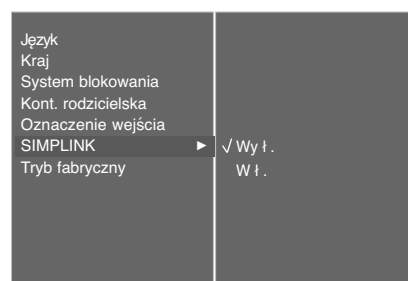 Język
Kraj
System blokowania
Kont. rodzicielska
Oznaczenie wejścia
SIMPLINK ►
Tryb fabryczny
√ Wy ł .
W ł .